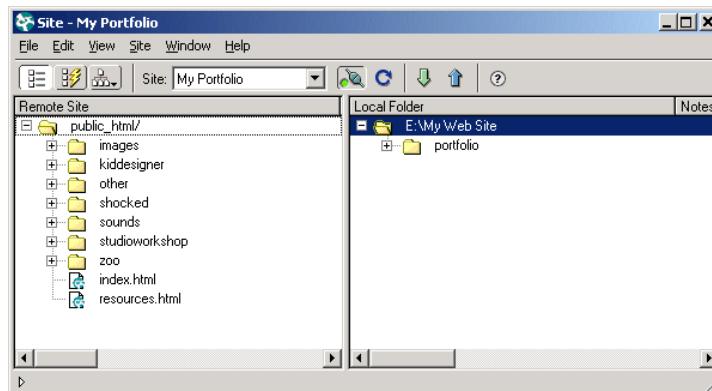 Site - My Portfolio
File Edit View Site Window Help
Site: My Portfolio
Remote Site
public_html/
images
kiddesigner
other
shocked
sounds
studioworkshop
zoo
index.html
resources.html
Local Folder Notes
E:\My Web Site
portfolio